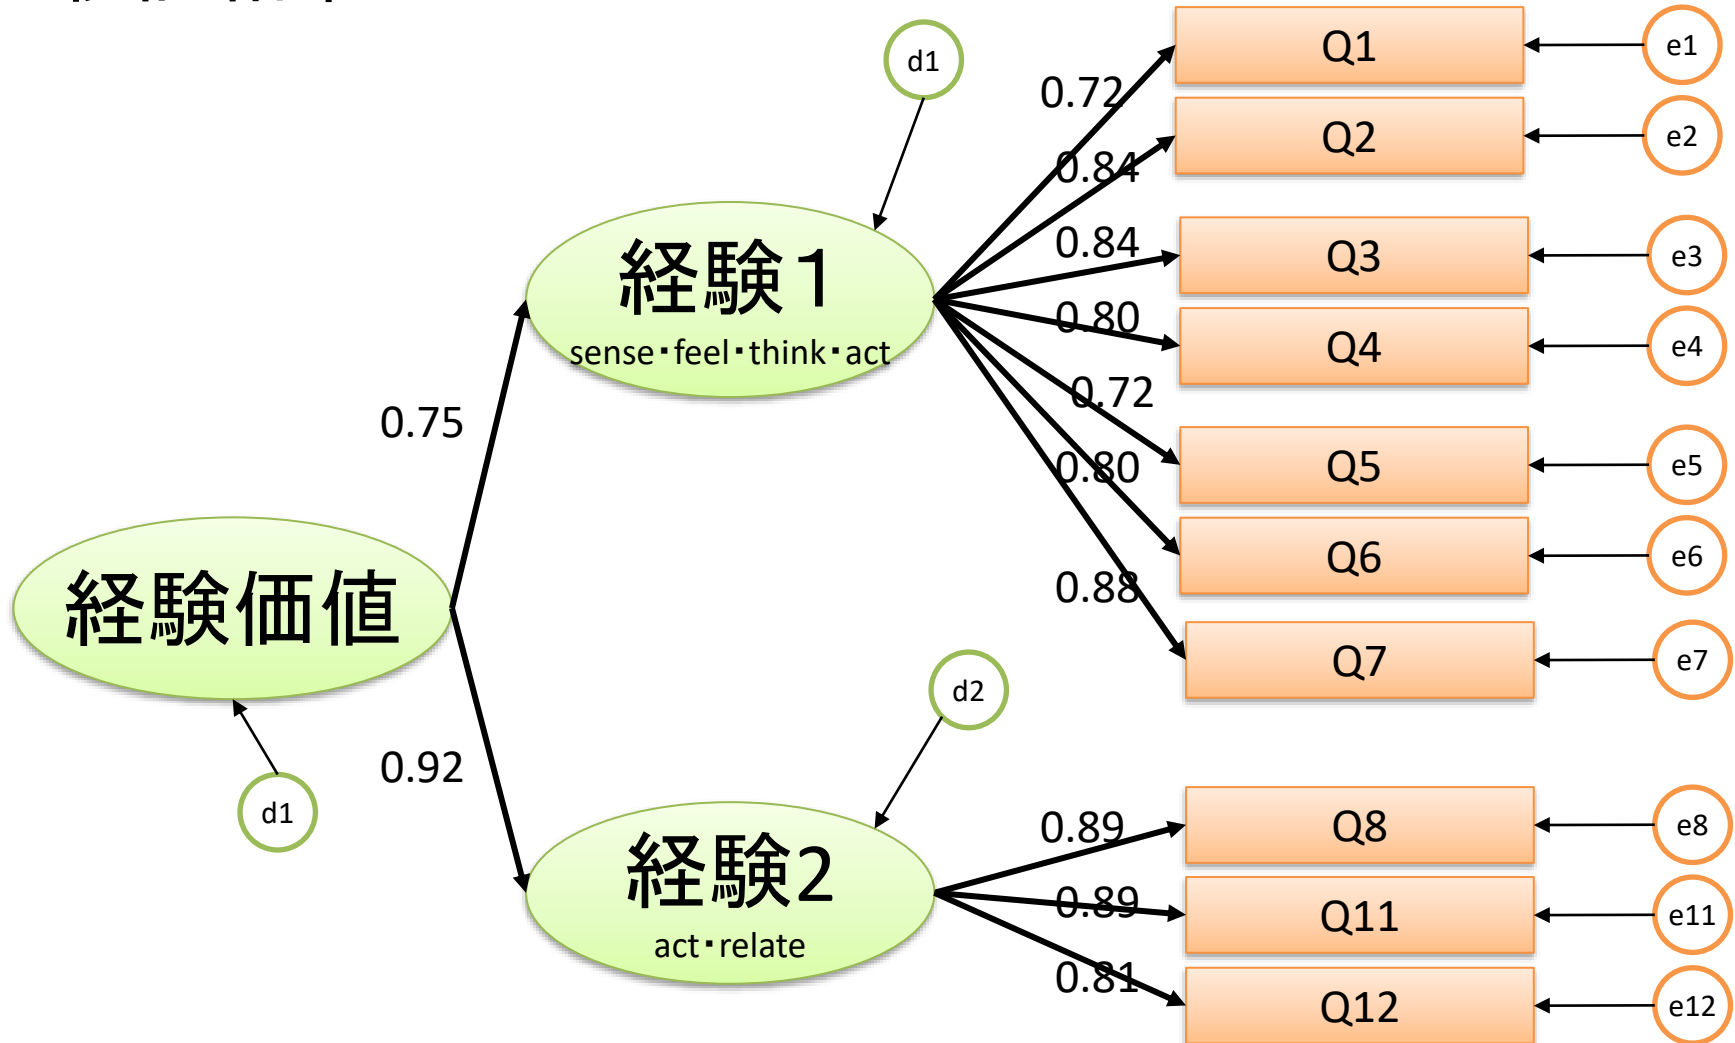 d1
0.72
Q1
e1
0.84
Q2
e2
経験1
sense・feel・think・act
0.84
Q3
e3
0.80
Q4
e4
0.75
0.72
Q5
e5
0.80
Q6
e6
経験価値
0.88
Q7
e7
d2
0.92
d1
経験2
act・relate
0.89
Q8
e8
0.89
Q11
e11
0.81
Q12
e12